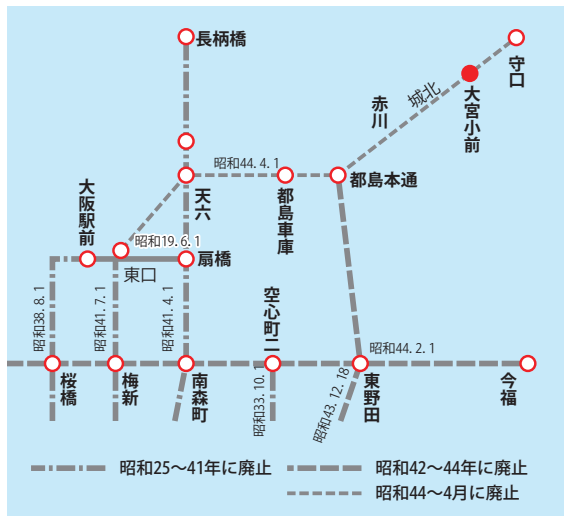 長柄橋
守口
大宮小前
城北
赤川
昭和44.4.1
都島本通
都島車庫
天六
大阪駅前
昭和19.6.1
東口
扇橋
昭和38.8.1
昭和41.7.1
昭和41.4.1
空心町二
昭和44.2.1
桜橋
梅新
南森町
昭和33.10.1
昭和43.12.18
東野田
今福
昭和25〜41年に廃止
昭和42〜44年に廃止
昭和44〜4月に廃止